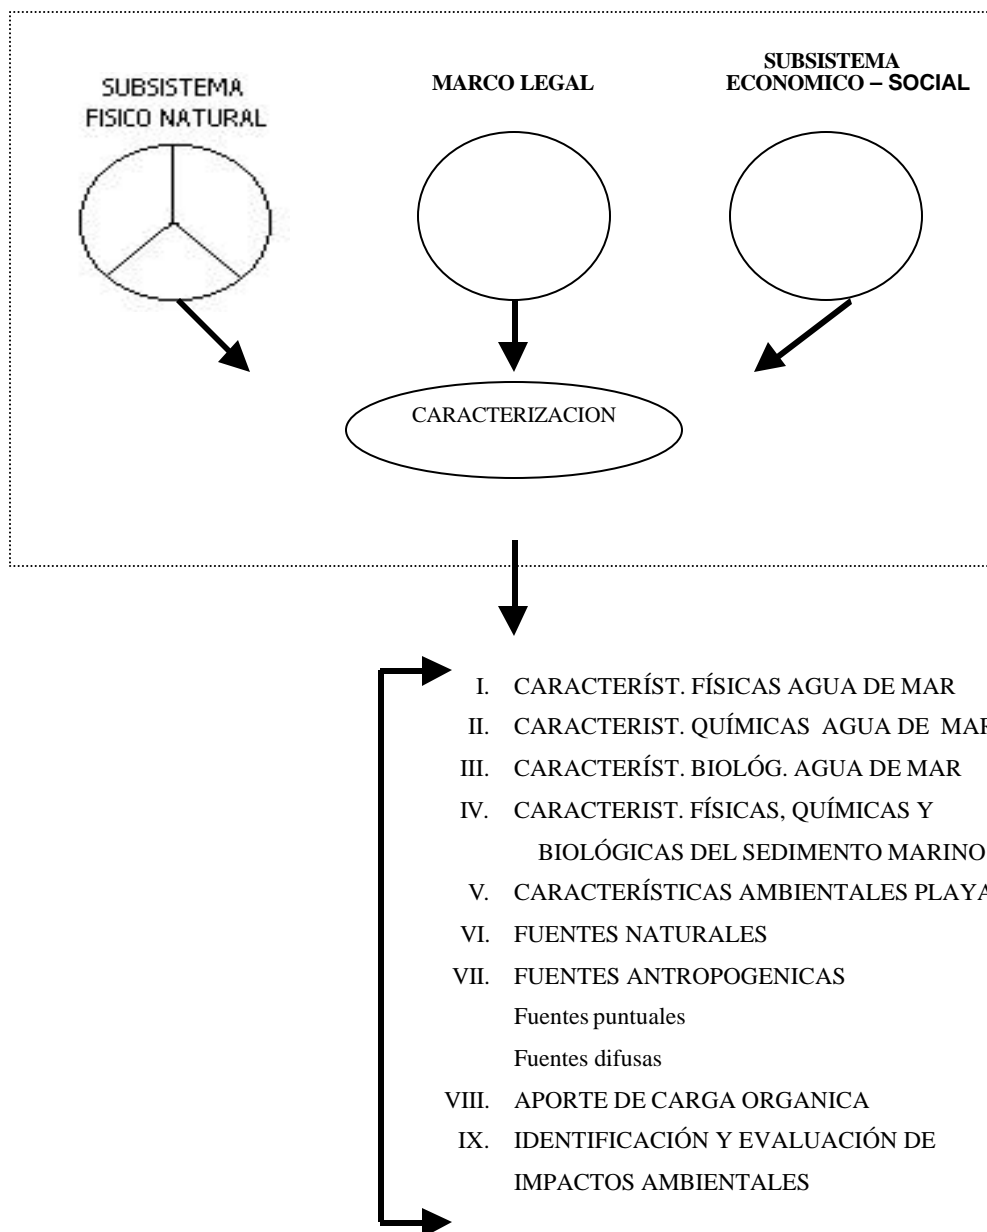 SUBSISTEMA
FISICO NATURAL
MARCO LEGAL
SUBSISTEMA
ECONOMICO – SOCIAL
CARACTERIZACION
I. CARACTERÍST. FÍSICAS AGUA DE MAR
II. CARACTERIST. QUÍMICAS AGUA DE MAR
III. CARACTERÍST. BIOLÓG. AGUA DE MAR
IV. CARACTERIST. FÍSICAS, QUÍMICAS Y
BIOLÓGICAS DEL SEDIMENTO MARINO
V. CARACTERÍSTICAS AMBIENTALES PLAYA
VI. FUENTES NATURALES
VII. FUENTES ANTROPOGENICAS
Fuentes puntuales
Fuentes difusas
VIII. APORTE DE CARGA ORGANICA
IX. IDENTIFICACIÓN Y EVALUACIÓN DE
IMPACTOS AMBIENTALES